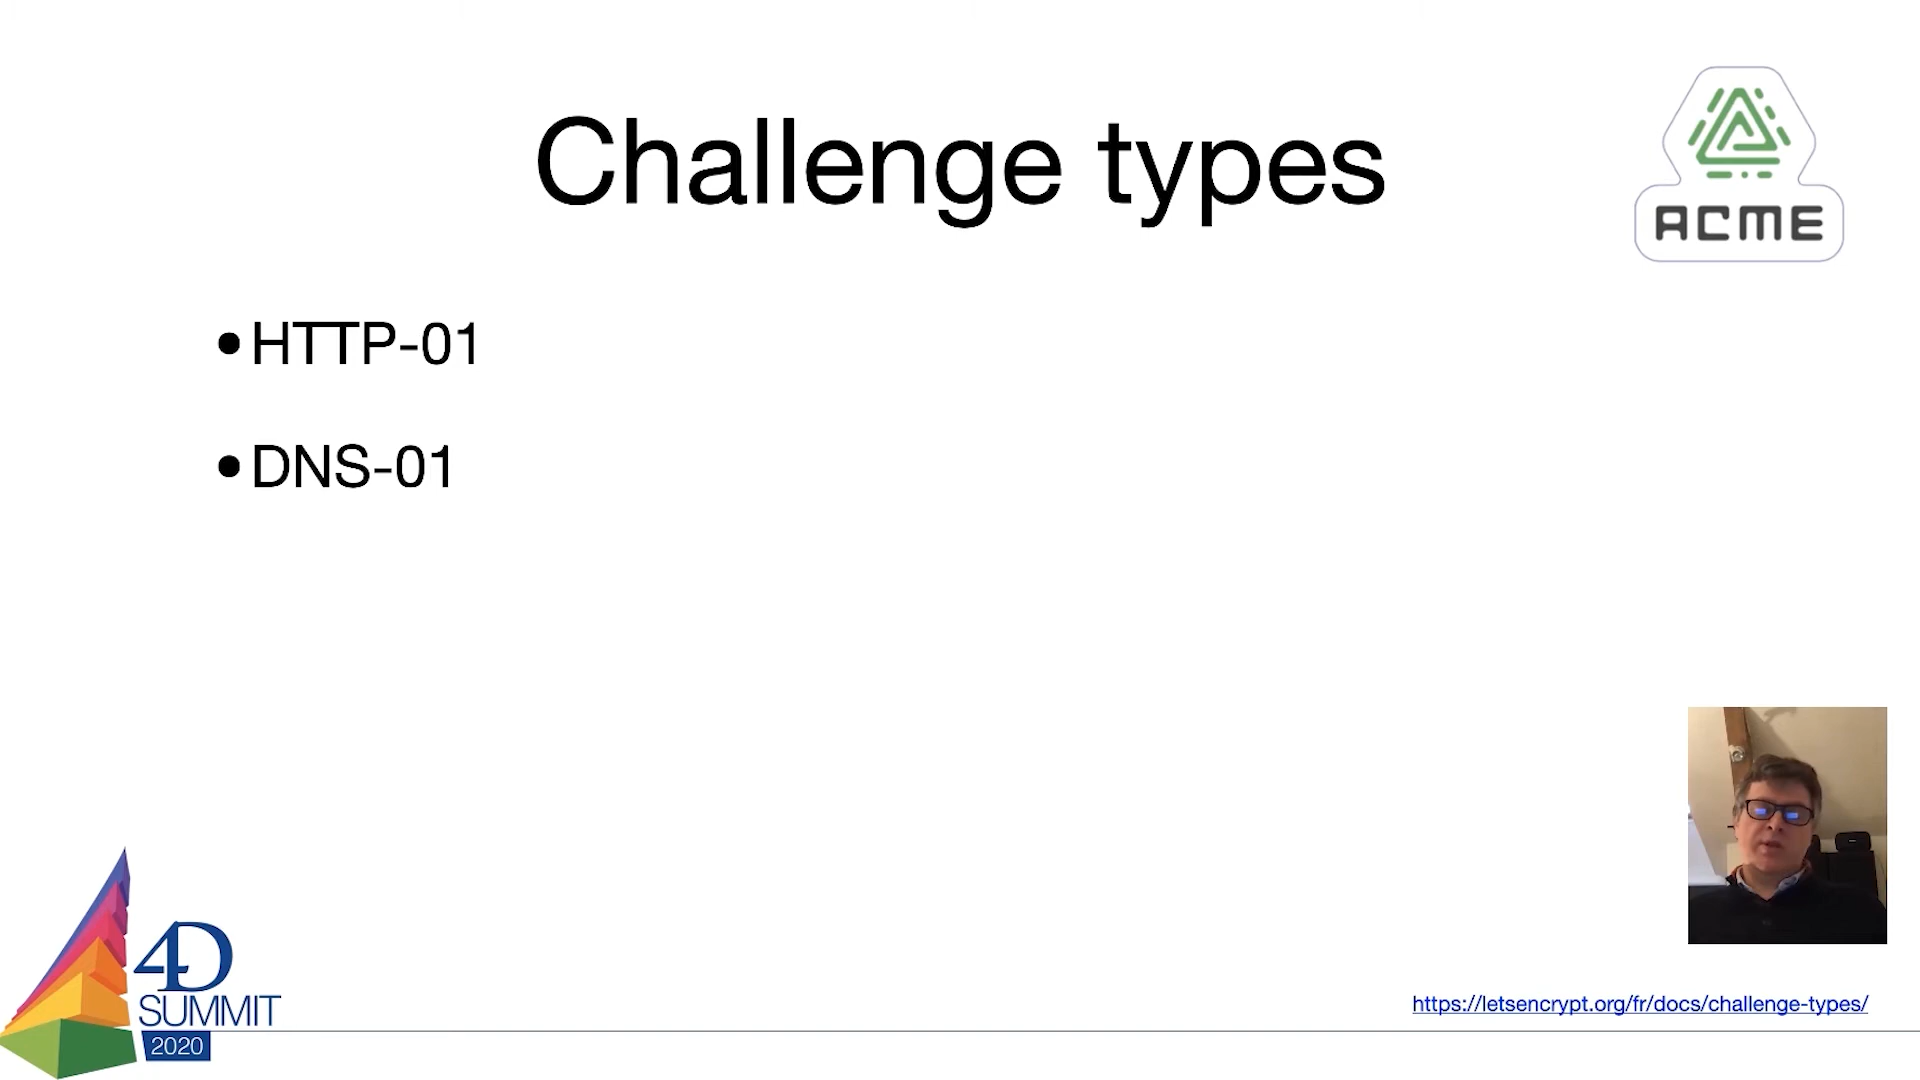 Challenge types
ACME
•HTTP-01
•DNS-01
4D
SUMMIT
2020
https://letsencrypt.org/fr/docs/challenge-types/